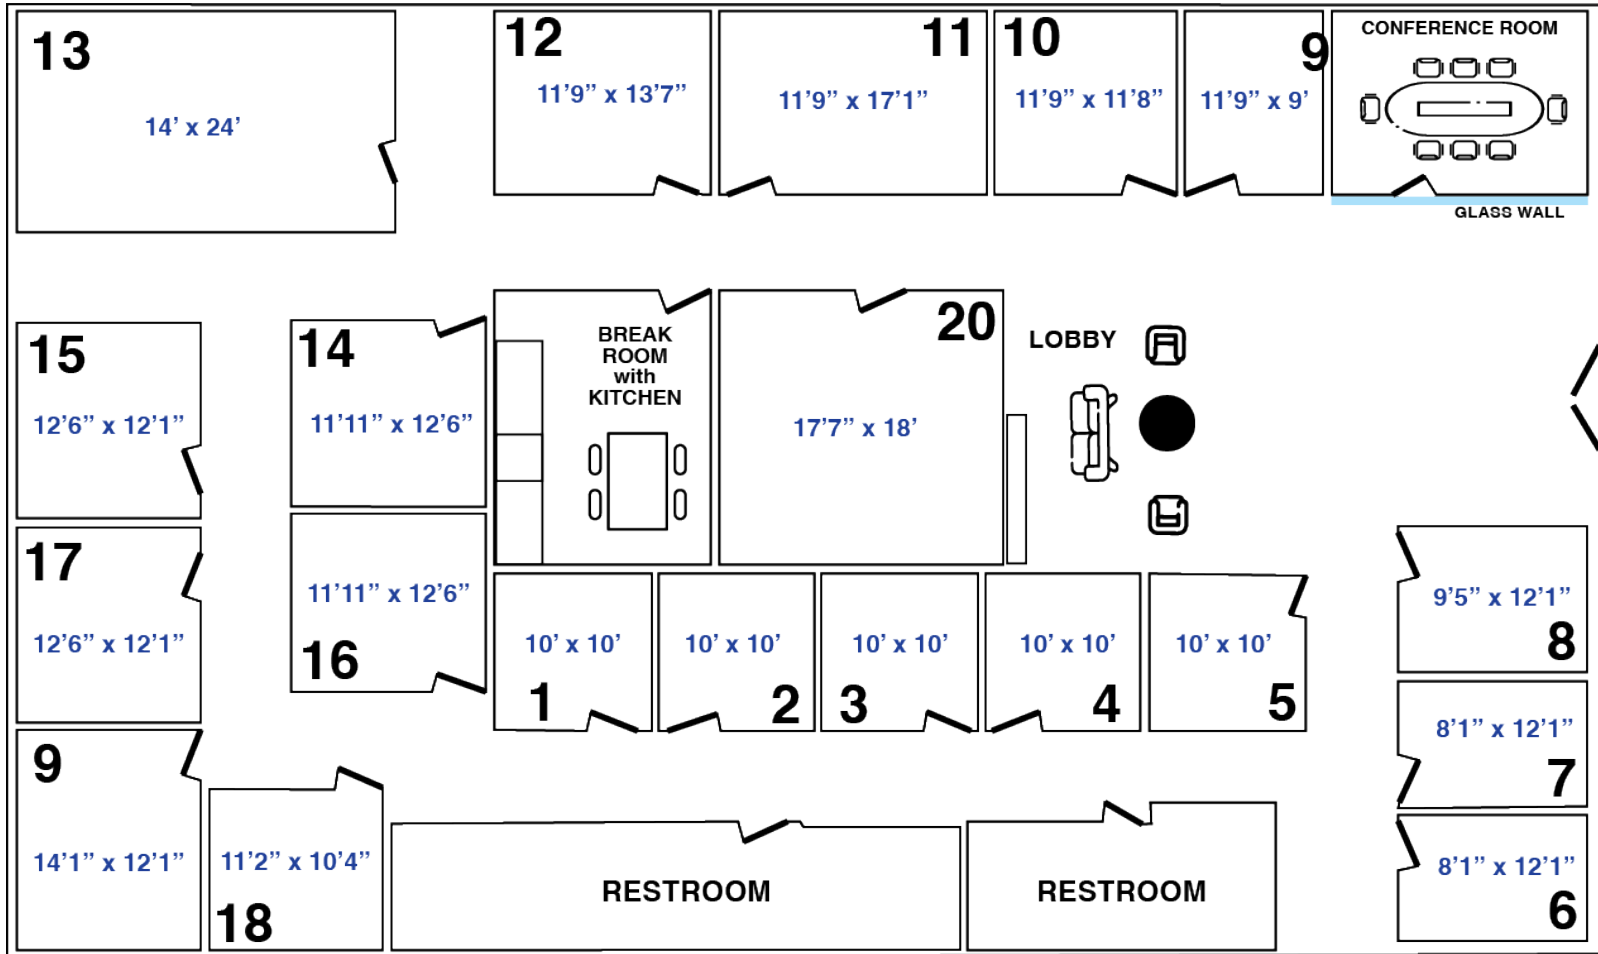 13
14’ x 24’
12
11’9” x 13’7”
11
11’9” x 17’1”
10
11’9” x 11’8”
9
11’9” x 9’
CONFERENCE ROOM
GLASS WALL
15
12’6” x 12’1”
14
11’11” x 12’6”
BREAK
ROOM
with
KITCHEN
20
17’7” x 18’
LOBBY
17
12’6” x 12’1”
11’11” x 12’6”
16
10’ x 10’
1
10’ x 10’
2
10’ x 10’
3
10’ x 10’
4
10’ x 10’
5
9’5” x 12’1”
8
8’1” x 12’1”
7
8’1” x 12’1”
6
9
14’1” x 12’1”
11’2” x 10’4”
18
RESTROOM
RESTROOM